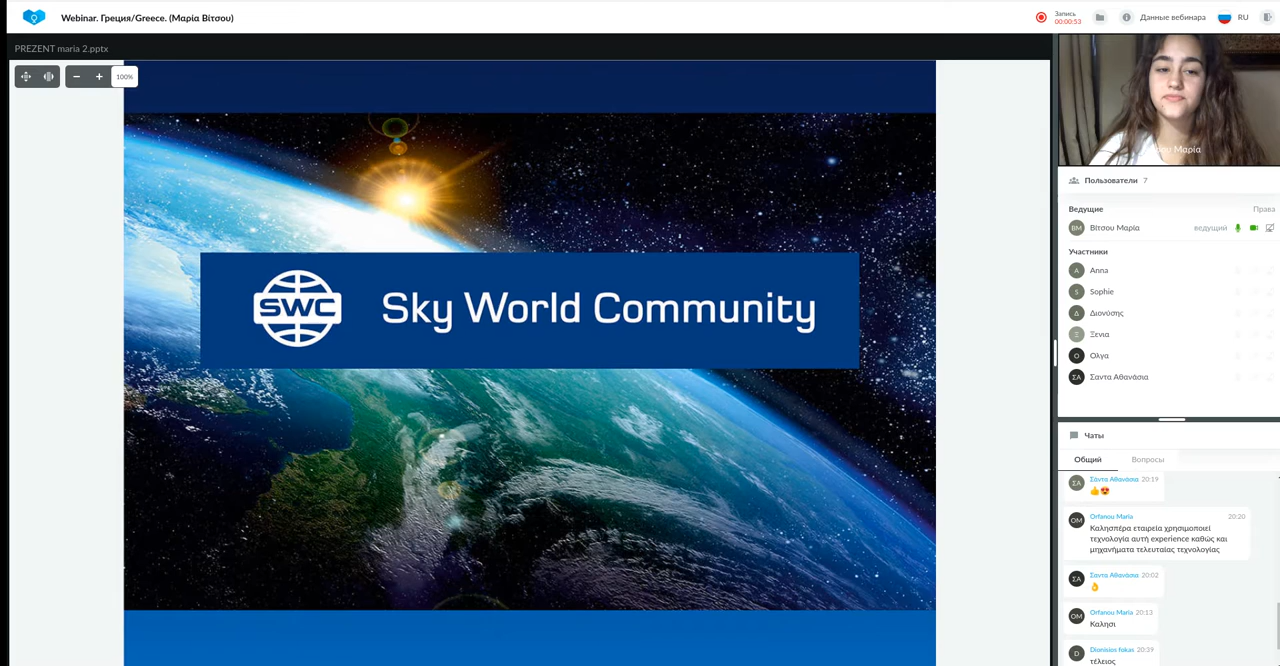 Webinar. Греция/Greece. (Μαρία Βίτσου)
Запись
00:00:53
Данные вебинара
RU
PREZENT maria 2.pptx
100%
SWC
Sky World Community
Μαρία
Пользователи 7
Ведущие
Права
BM
Βίτσου Μαρία
ведущий
Участники
A
Anna
S
Sophie
Δ
Διονύσης
Ξ
Ξενια
O
Ολγα
ΣΑ
Σαντα Αθανάσια
Чаты
Общий
Вопросы
ΣΑ
Σάντα Αθανάσια 20:19
👍😍
OM
Orfanou Maria
20:20
Καλησπέρα εταιρεία χρησιμοποιεί
τεχνολογία αυτή experience καθώς και
μηχανήματα τελευταίας τεχνολογίας
ΣΑ
Σαντα Αθανάσια 20:02
👌
OM
Orfanou Maria 20:13
Καλησι
D
Dionisios fokas 20:39
τέλειος